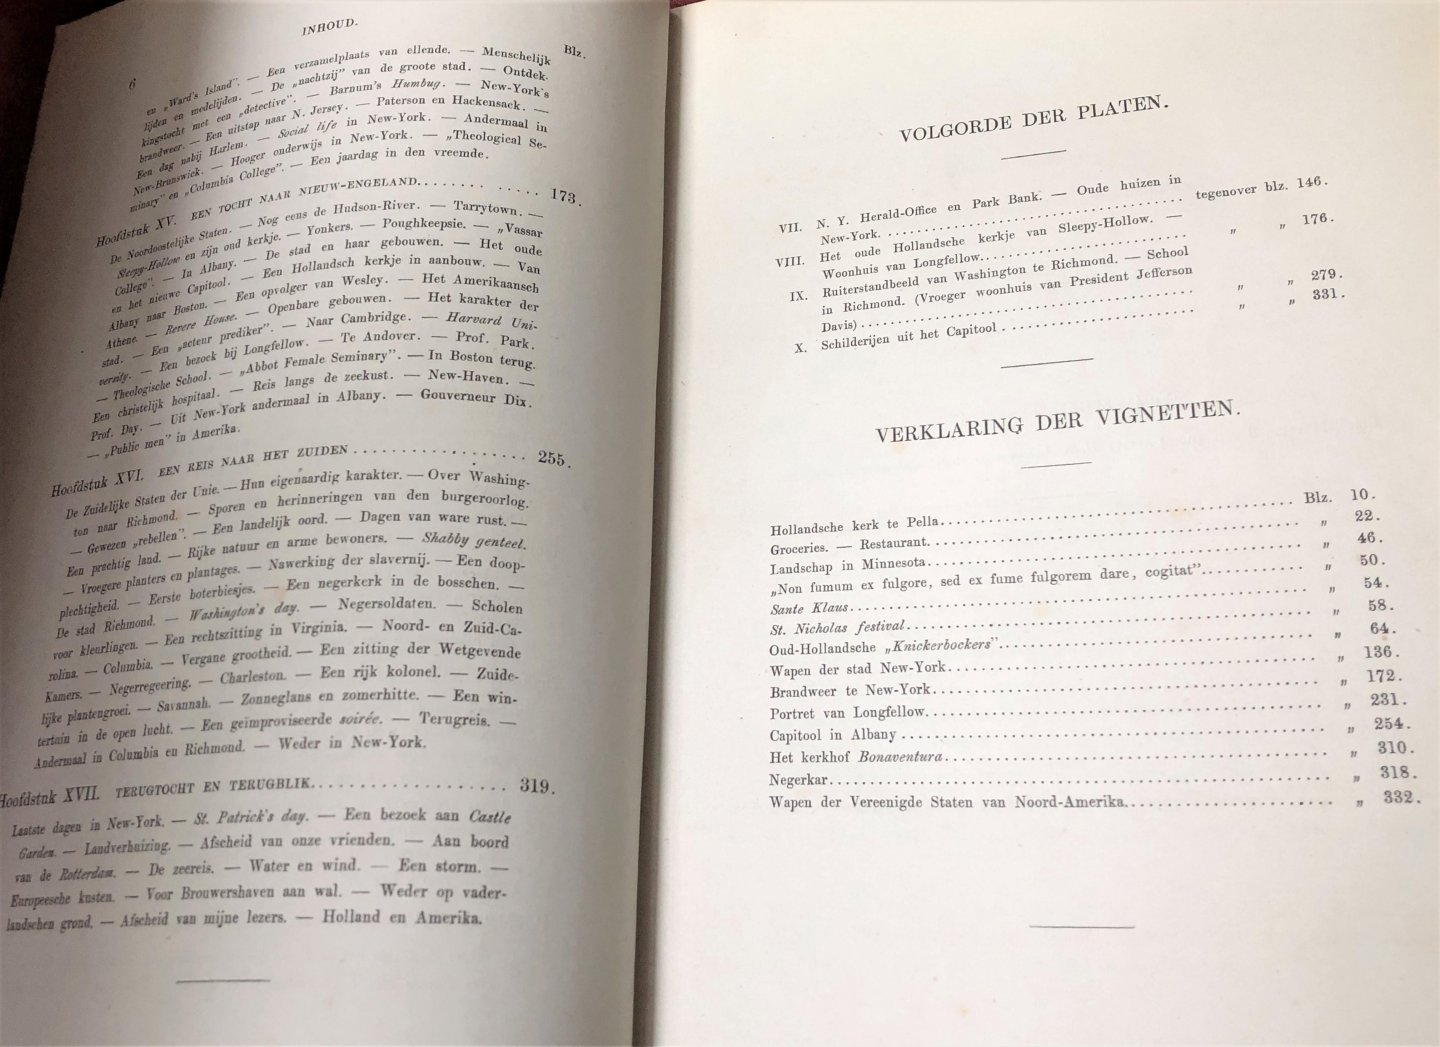 6
INHOUD.
Blz.
en „Ward's Island". — Een verzamelplaats van ellende. — Menschelijk
lijden en medelijden. — De „nachtzij" van de groote stad. — Ontdek-
kingstocht met een „detective". — Barnum's Humbug. — New-York's
brandweer. — Een uitstap naar N. Jersey. — Paterson en Hackensack. —
Een dag nabij Harlem. — Social life in New-York. — Andermaal in
New-Brunswick. — Hooger onderwijs in New-York. — „Theological Se-
minary" en „Columbia College". — Een jaardag in den vreemde.
Hoofdstuk XV. EEN TOCHT NAAR NIEUW-ENGELAND. . . . . . . . . . . . . . 173.
De Noordoostelijke Staten. — Nog eens de Hudson-River. — Tarrytown. —
Sleepy-Hollow en zijn oud kerkje. — Yonkers. — Poughkeepsie. — „Vassar
College". — In Albany. — De stad en haar gebouwen. — Het oude
en het nieuwe Capitool. — Een Hollandsch kerkje in aanbouw. — Van
Albany naar Boston. — Een opvolger van Wesley. — Het Amerikaansch
Athene. — Revere House. — Openbare gebouwen. — Het karakter der
stad. — Een „acteur prediker". — Naar Cambridge. — Harvard Uni-
versity. — Een bezoek bij Longfellow. — Te Andover. — Prof. Park.
— Theologische School. — „Abbot Female Seminary". — In Boston terug.
Een christelijk hospitaal. — Reis langs de zeekust. — New-Haven. —
Prof. Day. — Uit New-York andermaal in Albany. — Gouverneur Dix.
— „Public men" in Amerika.
Hoofdstuk XVI. EEN REIS NAAR HET ZUIDEN . . . . . . . . . . . . . . . . . . 255.
De Zuidelijke Staten der Unie. — Hun eigenaardig karakter. — Over Washing-
ton naar Richmond. — Sporen en herinneringen van den burgeroorlog.
— Gewezen „rebellen". — Een landelijk oord. — Dagen van ware rust. —
Een prachtig land. — Rijke natuur en arme bewoners. — Shabby genteel.
— Vroegere planters en plantages. — Nawerking der slavernij. — Een doop-
plechtigheid. — Eerste boterbiesjes. — Een negerkerk in de bosschen. —
De stad Richmond. — Washington's day. — Negersoldaten. — Scholen
voor kleurlingen. — Een rechtszitting in Virginia. — Noord- en Zuid-Ca-
rolina. — Columbia. — Vergane grootheid. — Een zitting der Wetgevende
Kamers. — Negerregeering. — Charleston. — Een rijk kolonel. — Zuide-
lijke plantengroei. — Savannah. — Zonneglans en zomerhitte. — Een win-
tertuin in de open lucht. — Een geïmproviseerde soirée. — Terugreis. —
Andermaal in Columbia en Richmond. — Weder in New-York.
Hoofdstuk XVII. TERUGTOCHT EN TERUGBLIK. . . . . . . . . . . . . . . . . . . 319.
Laatste dagen in New-York. — St. Patrick's day. — Een bezoek aan Castle
Garden. — Landverhuizing. — Afscheid van onze vrienden. — Aan boord
van de Rotterdam. — De zeereis. — Water en wind. — Een storm. —
Europeesche kusten. — Voor Brouwershaven aan wal. — Weder op vader-
landschen grond. — Afscheid van mijne lezers. — Holland en Amerika.
VOLGORDE DER PLATEN.
VII. N. Y. Herald-Office en Park Bank. — Oude huizen in
New-York. . . . . . . . . . . . . . . . . . . . . . . . . . . tegenover blz. 146.
VIII. Het oude Hollandsche kerkje van Sleepy-Hollow. —
Woonhuis van Longfellow. . . . . . . . . . . . . . . . . . . . . „ „ 176.
IX. Ruiterstandbeeld van Washington te Richmond. — School
in Richmond. (Vroeger woonhuis van President Jefferson
Davis) . . . . . . . . . . . . . . . . . . . . . . . . . . . . . . „ „ 279.
X. Schilderijen uit het Capitool . . . . . . . . . . . . . . . . . . „ „ 331.
VERKLARING DER VIGNETTEN.
Hollandsche kerk te Pella. . . . . . . . . . . . . . . . . . . . . . . . . Blz. 10.
Groceries. — Restaurant. . . . . . . . . . . . . . . . . . . . . . . . . . „ 22.
Landschap in Minnesota. . . . . . . . . . . . . . . . . . . . . . . . . . . „ 46.
„Non fumum ex fulgore, sed ex fume fulgorem dare, cogitat". . . . . . . . . „ 50.
Sante Klaus. . . . . . . . . . . . . . . . . . . . . . . . . . . . . . . . „ 54.
St. Nicholas festival. . . . . . . . . . . . . . . . . . . . . . . . . . . . „ 58.
Oud-Hollandsche „Knickerbockers". . . . . . . . . . . . . . . . . . . . . . „ 64.
Wapen der stad New-York. . . . . . . . . . . . . . . . . . . . . . . . . . „ 136.
Brandweer te New-York. . . . . . . . . . . . . . . . . . . . . . . . . . . „ 172.
Portret van Longfellow. . . . . . . . . . . . . . . . . . . . . . . . . . . „ 231.
Capitool in Albany . . . . . . . . . . . . . . . . . . . . . . . . . . . . „ 254.
Het kerkhof Bonaventura. . . . . . . . . . . . . . . . . . . . . . . . . . „ 310.
Negerkar. . . . . . . . . . . . . . . . . . . . . . . . . . . . . . . . . . „ 318.
Wapen der Vereenigde Staten van Noord-Amerika. . . . . . . . . . . . . . . „ 332.